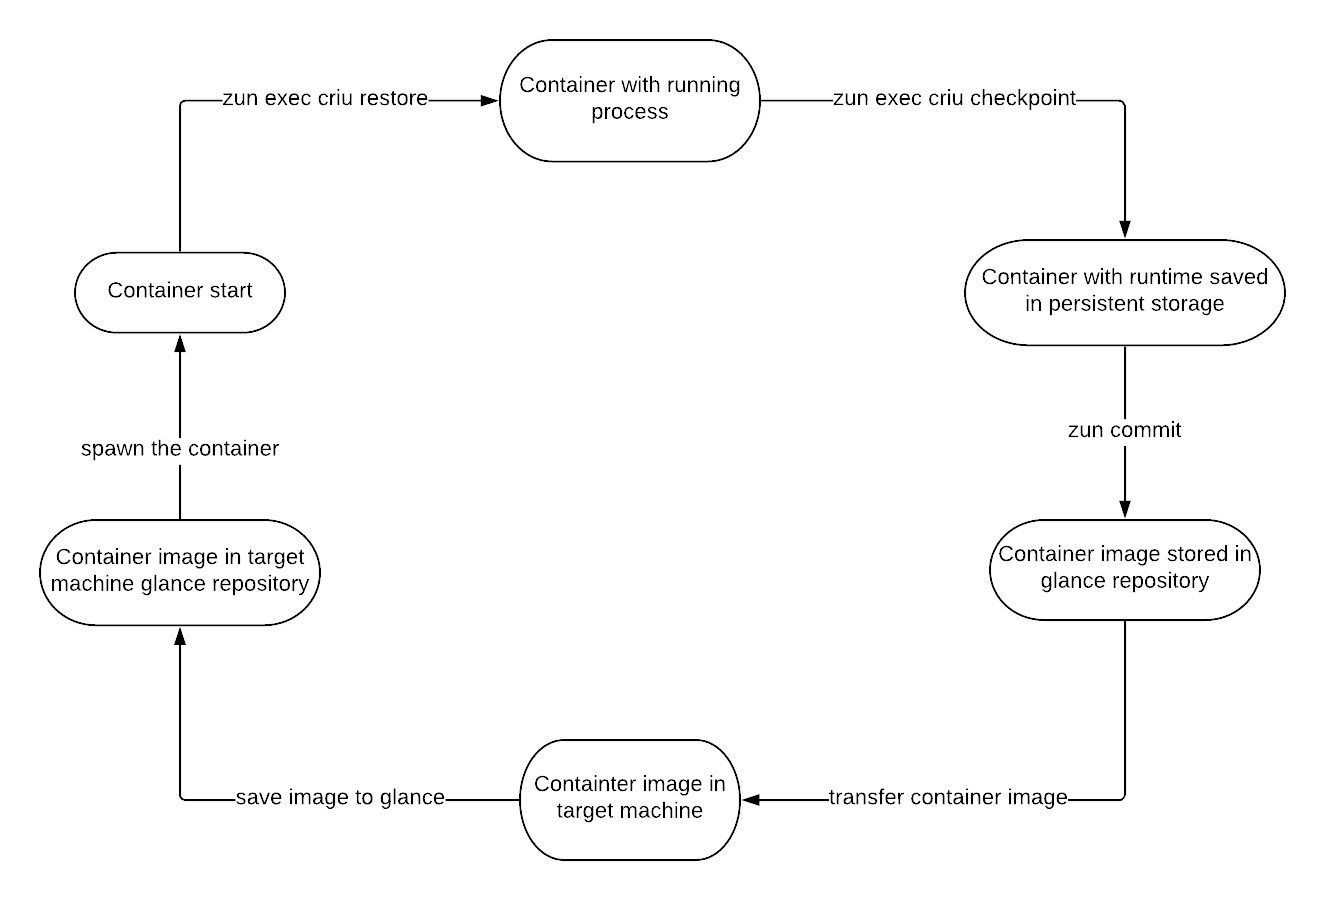 zun exec criu restore
Container with running
process
zun exec criu checkpoint
Container start
Container with runtime saved
in persistent storage
spawn the container
zun commit
Container image in target
machine glance repository
Container image stored in
glance repository
save image to glance
Containter image in
target machine
transfer container image